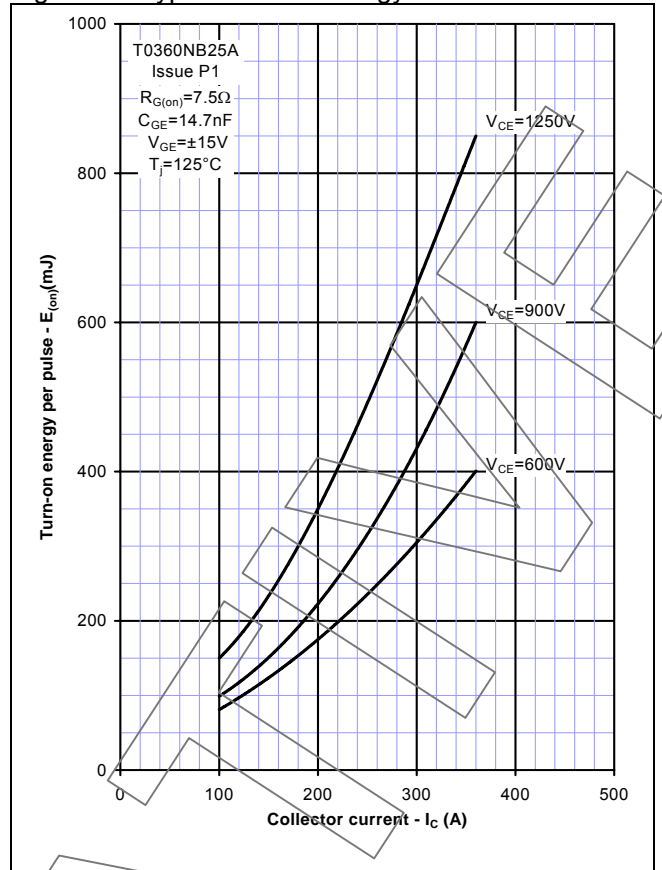 1000
T0360NB25A
Issue P1
R_G(on)=7.5Ω
C_GE=14.7nF
V_GE=±15V
T_j=125°C
V_CE=1250V
800
600
V_CE=900V
400
V_CE=600V
200
0
Turn-on energy per pulse - E_(on)(mJ)
0 100 200 300 400 500
Collector current - I_C (A)